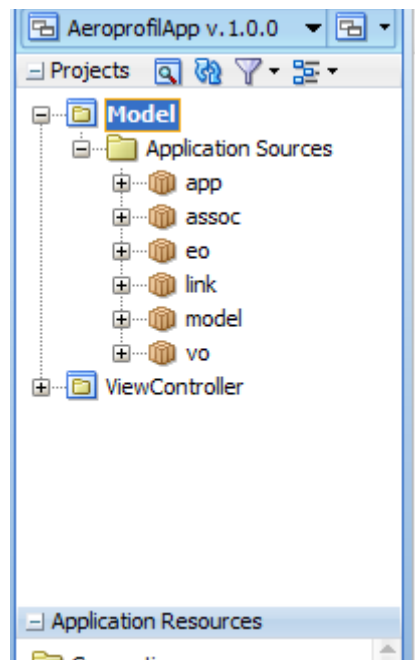 AeroprofilApp v.1.0.0
Projects
Model
Application Sources
app
assoc
eo
link
model
vo
ViewController
Application Resources